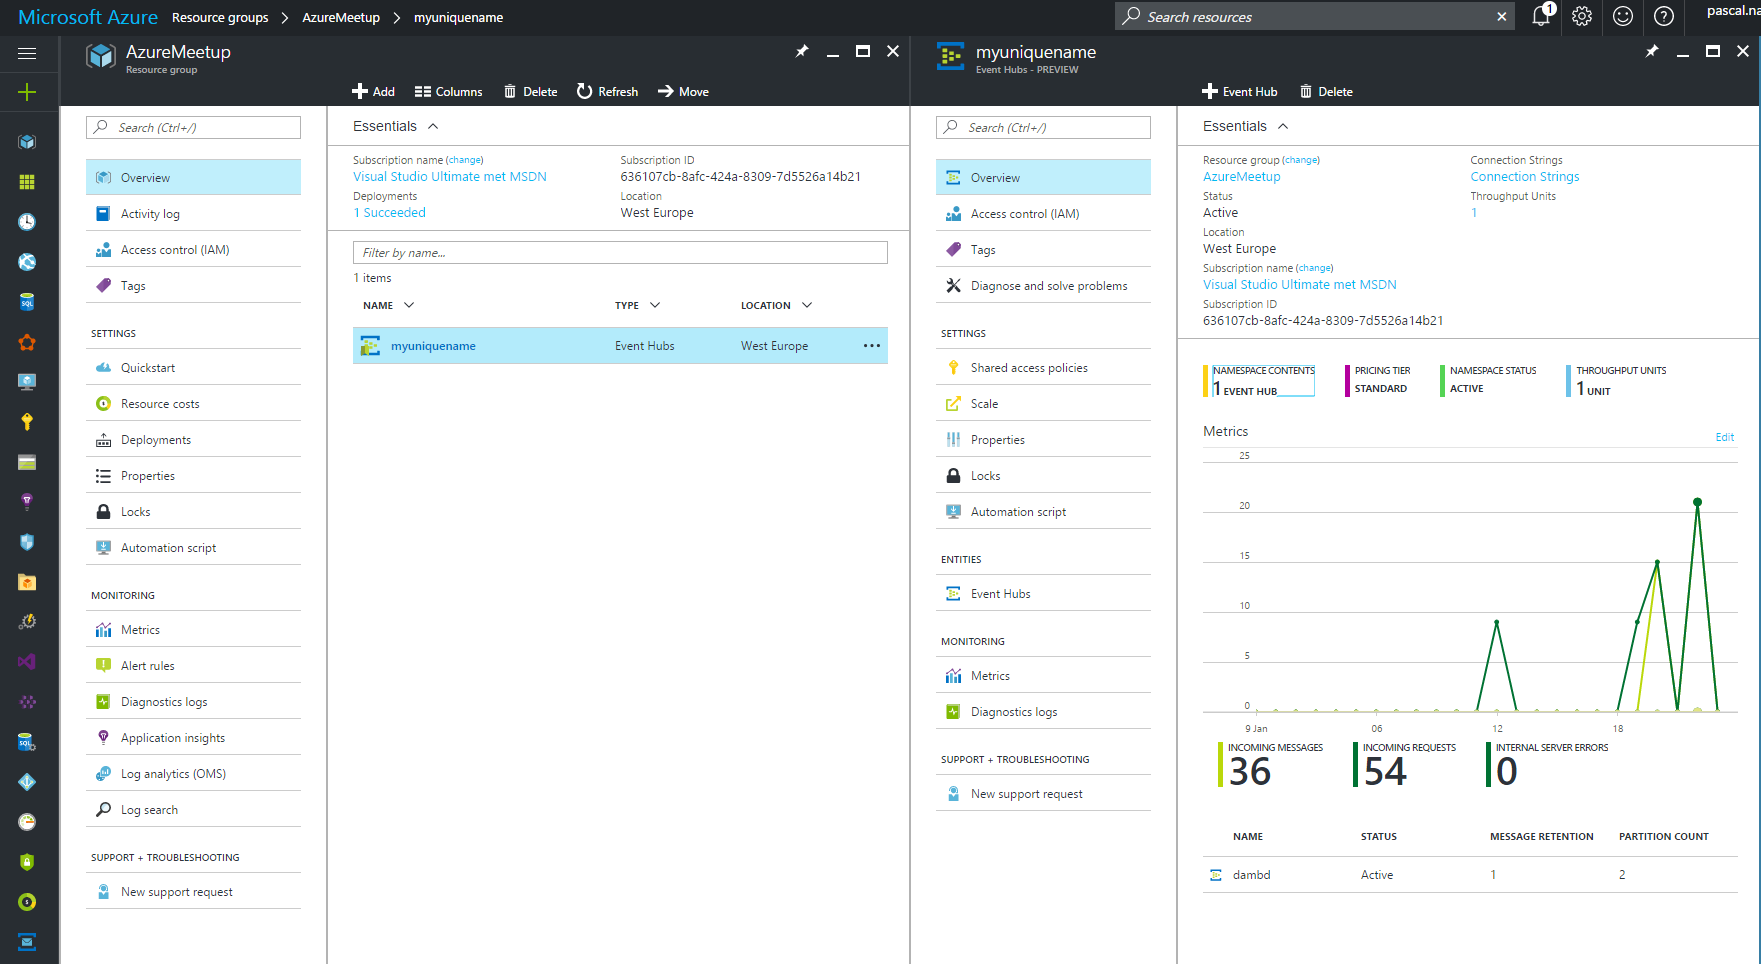 Microsoft Azure Resource groups > AzureMeetup > myuniquename
Search resources
1
pascal.na
AzureMeetup
Resource group
Add Columns Delete Refresh Move
Search (Ctrl+/)
Overview
Activity log
Access control (IAM)
Tags
SETTINGS
Quickstart
Resource costs
Deployments
Properties
Locks
Automation script
MONITORING
Metrics
Alert rules
Diagnostics logs
Application insights
Log analytics (OMS)
Log search
SUPPORT + TROUBLESHOOTING
New support request
Essentials
Subscription name (change)
Visual Studio Ultimate met MSDN
Deployments
1 Succeeded
Subscription ID
636107cb-8afc-424a-8309-7d5526a14b21
Location
West Europe
Filter by name...
1 items
NAME TYPE LOCATION
myuniquename Event Hubs West Europe
myuniquename
Event Hubs - PREVIEW
Event Hub Delete
Search (Ctrl+/)
Overview
Access control (IAM)
Tags
Diagnose and solve problems
SETTINGS
Shared access policies
Scale
Properties
Locks
Automation script
ENTITIES
Event Hubs
MONITORING
Metrics
Diagnostics logs
SUPPORT + TROUBLESHOOTING
New support request
Essentials
Resource group (change)
AzureMeetup
Status
Active
Location
West Europe
Subscription name (change)
Visual Studio Ultimate met MSDN
Subscription ID
636107cb-8afc-424a-8309-7d5526a14b21
Connection Strings
Connection Strings
Throughput Units
1
NAMESPACE CONTENTS
1 EVENT HUB
PRICING TIER
STANDARD
NAMESPACE STATUS
ACTIVE
THROUGHPUT UNITS
1 UNIT
Metrics
Edit
25
20
15
10
5
0
9 Jan 06 12 18
INCOMING MESSAGES
36
INCOMING REQUESTS
54
INTERNAL SERVER ERRORS
0
NAME STATUS MESSAGE RETENTION PARTITION COUNT
dambd Active 1 2